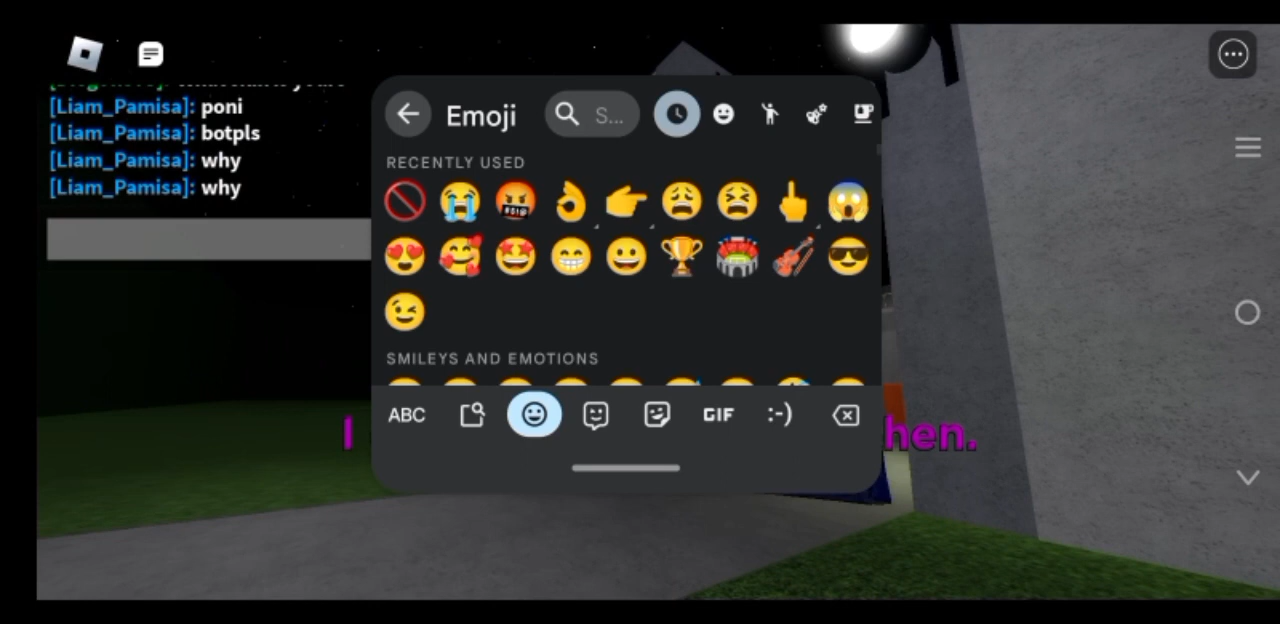 [Liam_Pamisa]: poni
[Liam_Pamisa]: botpls
[Liam_Pamisa]: why
[Liam_Pamisa]: why
Emoji
S...
RECENTLY USED
SMILEYS AND EMOTIONS
ABC
GIF
:-)
I
hen.